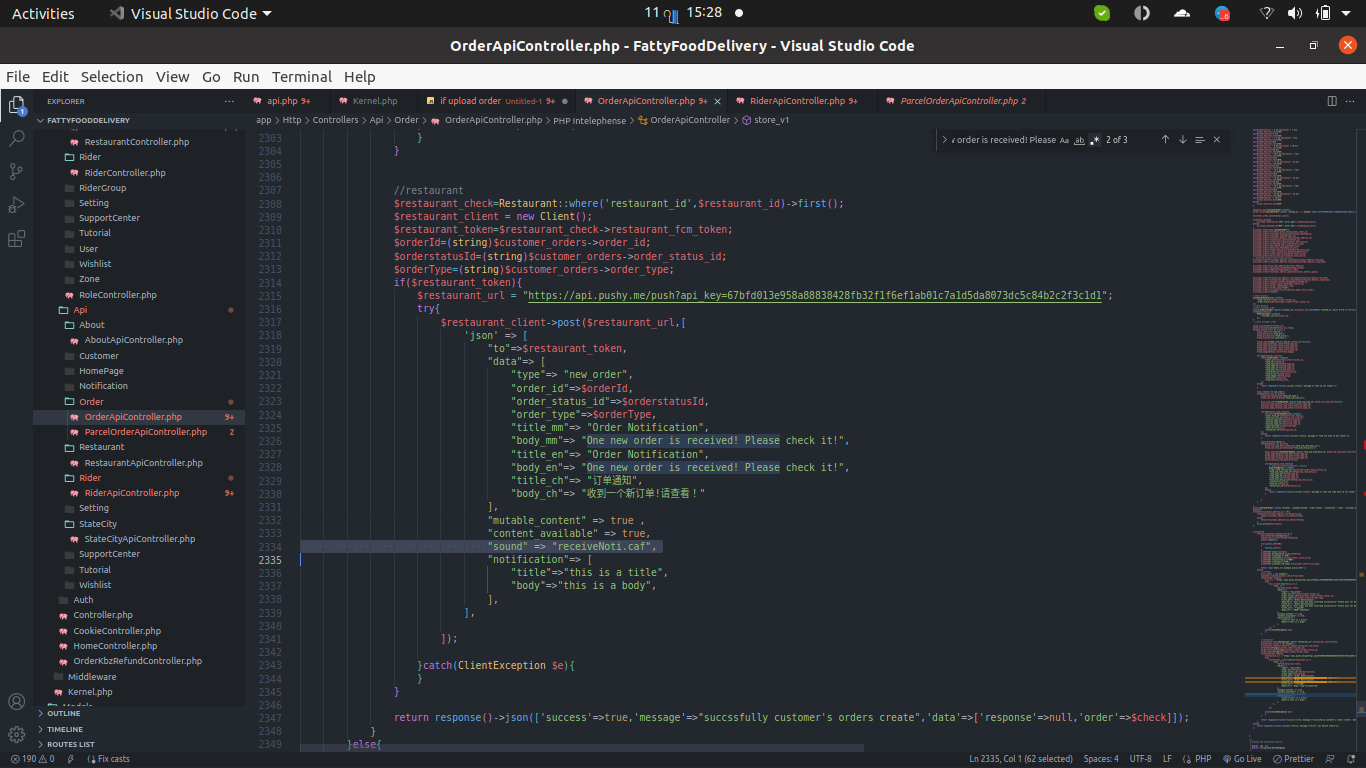 Activities
Visual Studio Code
11 ၇ 15:28
OrderApiController.php - FattyFoodDelivery - Visual Studio Code
File Edit Selection View Go Run Terminal Help
EXPLORER
api.php 9+
Kernel.php
if upload order Untitled-1 9+
OrderApiController.php 9+
RiderApiController.php 9+
ParcelOrderApiController.php 2
app > Http > Controllers > Api > Order > OrderApiController.php > PHP Intelephense > OrderApiController > store_v1
order is received! Please Aa ab 2 of 3
FATTYFOODDELIVERY
RestaurantController.php
Rider
RiderController.php
RiderGroup
Setting
SupportCenter
Tutorial
User
Wishlist
Zone
RoleController.php
Api
About
AboutApiController.php
Customer
HomePage
Notification
Order
OrderApiController.php 9+
ParcelOrderApiController.php 2
Restaurant
RestaurantApiController.php
Rider
RiderApiController.php 9+
Setting
StateCity
StateCityApiController.php
SupportCenter
Tutorial
Wishlist
Auth
Controller.php
CookieController.php
HomeController.php
OrderKbzRefundController.php
Middleware
Kernel.php
OUTLINE
TIMELINE
ROUTES LIST
2303 }
2304 }
2305
2306
2307 //restaurant
2308 $restaurant_check=Restaurant::where('restaurant_id',$restaurant_id)->first();
2309 $restaurant_client = new Client();
2310 $restaurant_token=$restaurant_check->restaurant_fcm_token;
2311 $orderId=(string)$customer_orders->order_id;
2312 $orderstatusId=(string)$customer_orders->order_status_id;
2313 $orderType=(string)$customer_orders->order_type;
2314 if($restaurant_token){
2315 $restaurant_url = "https://api.pushy.me/push?api_key=67bfd013e958a88838428fb32f1f6ef1ab01c7a1d5da8073dc5c84b2c2f3c1d1";
2316 try{
2317 $restaurant_client->post($restaurant_url,[
2318 'json' => [
2319 "to"=>$restaurant_token,
2320 "data"=> [
2321 "type"=> "new_order",
2322 "order_id"=>$orderId,
2323 "order_status_id"=>$orderstatusId,
2324 "order_type"=>$orderType,
2325 "title_mm"=> "Order Notification",
2326 "body_mm"=> "One new order is received! Please check it!",
2327 "title_en"=> "Order Notification",
2328 "body_en"=> "One new order is received! Please check it!",
2329 "title_ch"=> "订单通知",
2330 "body_ch"=> "收到一个新订单!请查看！"
2331 ],
2332 "mutable_content" => true ,
2333 "content_available" => true,
2334 "sound" => "receiveNoti.caf",
2335 "notification"=> [
2336 "title"=>"this is a title",
2337 "body"=>"this is a body",
2338 ],
2339 ],
2340
2341 ]);
2342
2343 }catch(ClientException $e){
2344 }
2345 }
2346
2347 return response()->json(['success'=>true,'message'=>"succssfully customer's orders create",'data'=>['response'=>null,'order'=>$check]]);
2348 }
2349 }else{
190 0 Fix casts
Ln 2335, Col 1 (62 selected) Spaces: 4 UTF-8 LF PHP Go Live Prettier